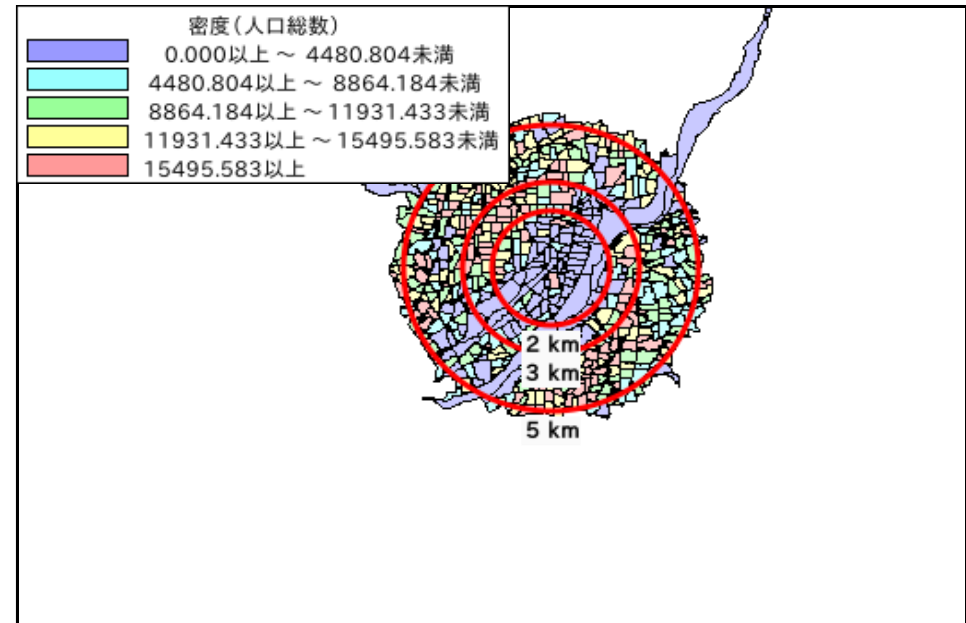 密度(人口総数)
0.000以上 ~ 4480.804未満
4480.804以上 ~ 8864.184未満
8864.184以上 ~ 11931.433未満
11931.433以上 ~ 15495.583未満
15495.583以上
2 km
3 km
5 km